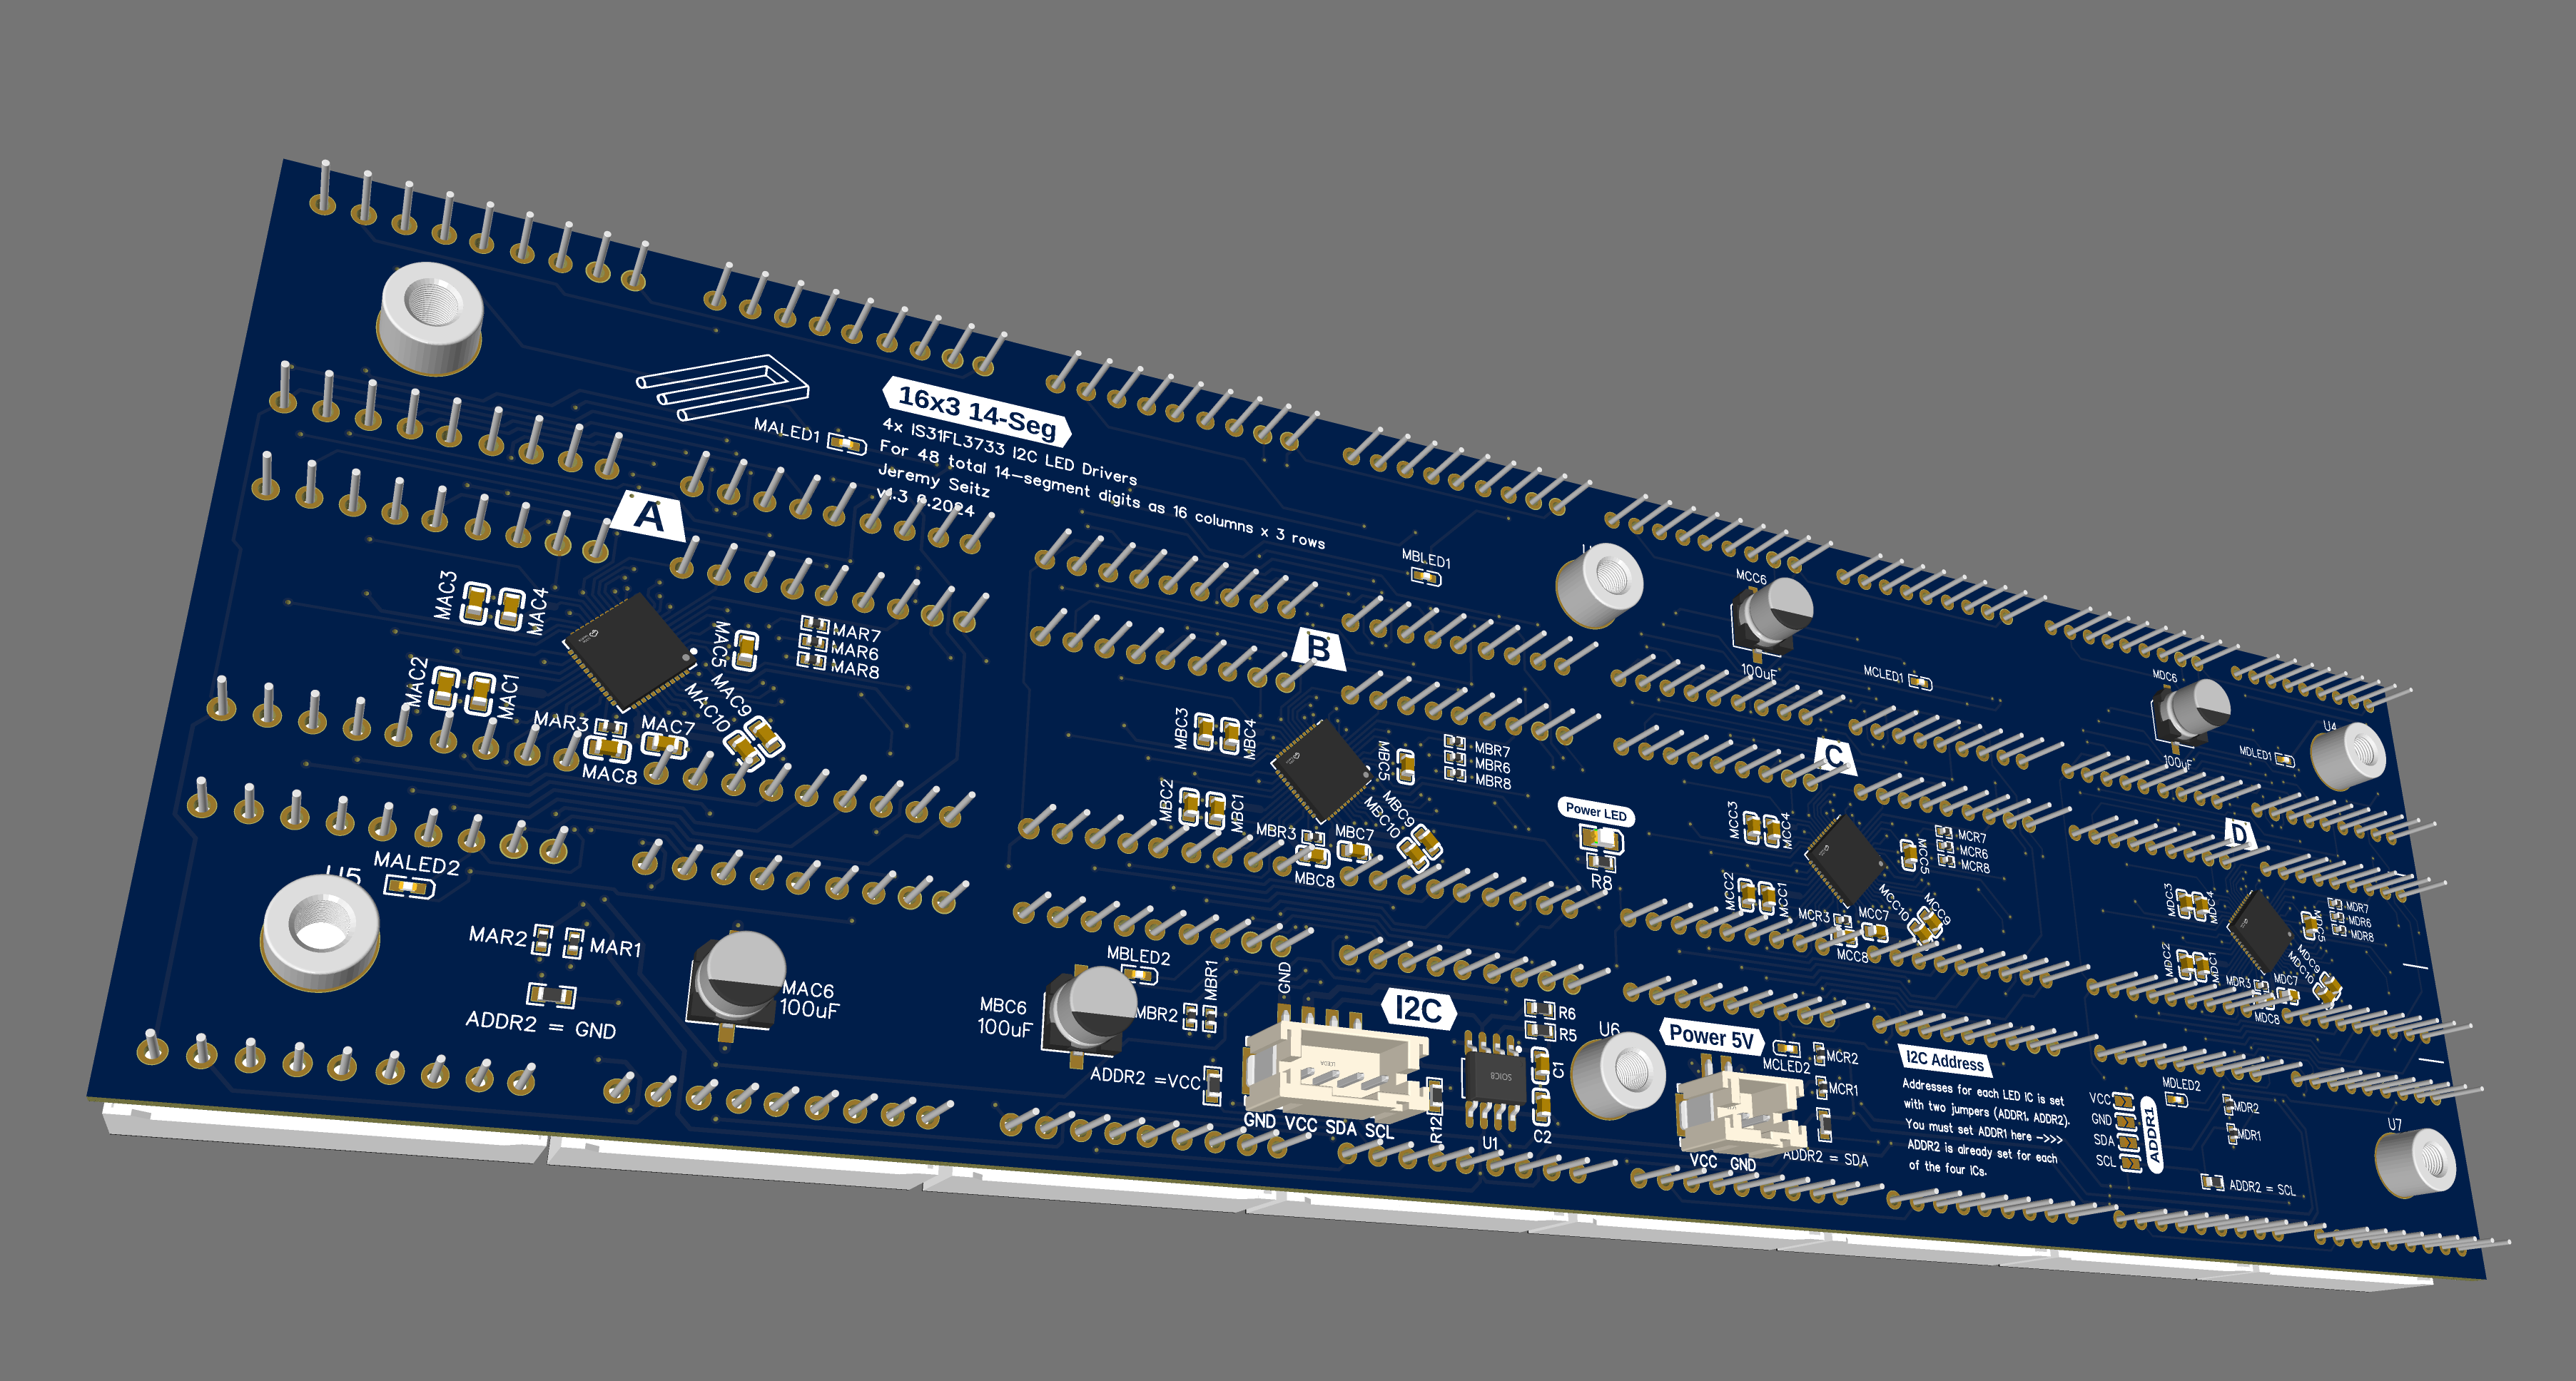 16x3 14-Seg
4x IS31FL3733 I2C LED Drivers
For 48 total 14-segment digits as 16 columns x 3 rows
Jeremy Seitz
MALED1
A
MAC3
MAC4
MAC2
MAC1
MAC5
MAR7
MAR6
MAR8
MAC9
MAC10
MAR3
MAC7
MAC8
U5
MALED2
MAR2
MAR1
ADDR2 = GND
MAC6
100uF
MBLED1
B
MBC3
MBC4
MBC2
MBC1
MBC5
MBR7
MBR6
MBR8
MBC9
MBC10
MBR3
MBC7
MBC8
MBLED2
MBR1
MBR2
MBC6
100uF
ADDR2 =VCC
GND
I2C
GND VCC SDA SCL
R12
SOIC8
U1
R6
R5
C1
C2
Power LED
R8
U6
MCC6
100uF
MCLED1
C
MCC3
MCC4
MCC2
MCC1
MCC5
MCR7
MCR6
MCR8
MCC9
MCC10
MCR3
MCC7
MCC8
Power 5V
MCLED2
MCR2
MCR1
VCC GND
ADDR2 = SDA
I2C Address
Addresses for each LED IC is set
with two jumpers (ADDR1, ADDR2).
You must set ADDR1 here ->>>
ADDR2 is already set for each
of the four ICs.
MDC6
100uF
MDLED1
U4
D
MDC3
MDC4
MDC2
MDC1
MDC5
MDR7
MDR6
MDR8
MDC9
MDC10
MDR3
MDC7
MDC8
VCC
GND
SDA
SCL
ADDR1
MDLED2
MDR2
MDR1
ADDR2 = SCL
U7